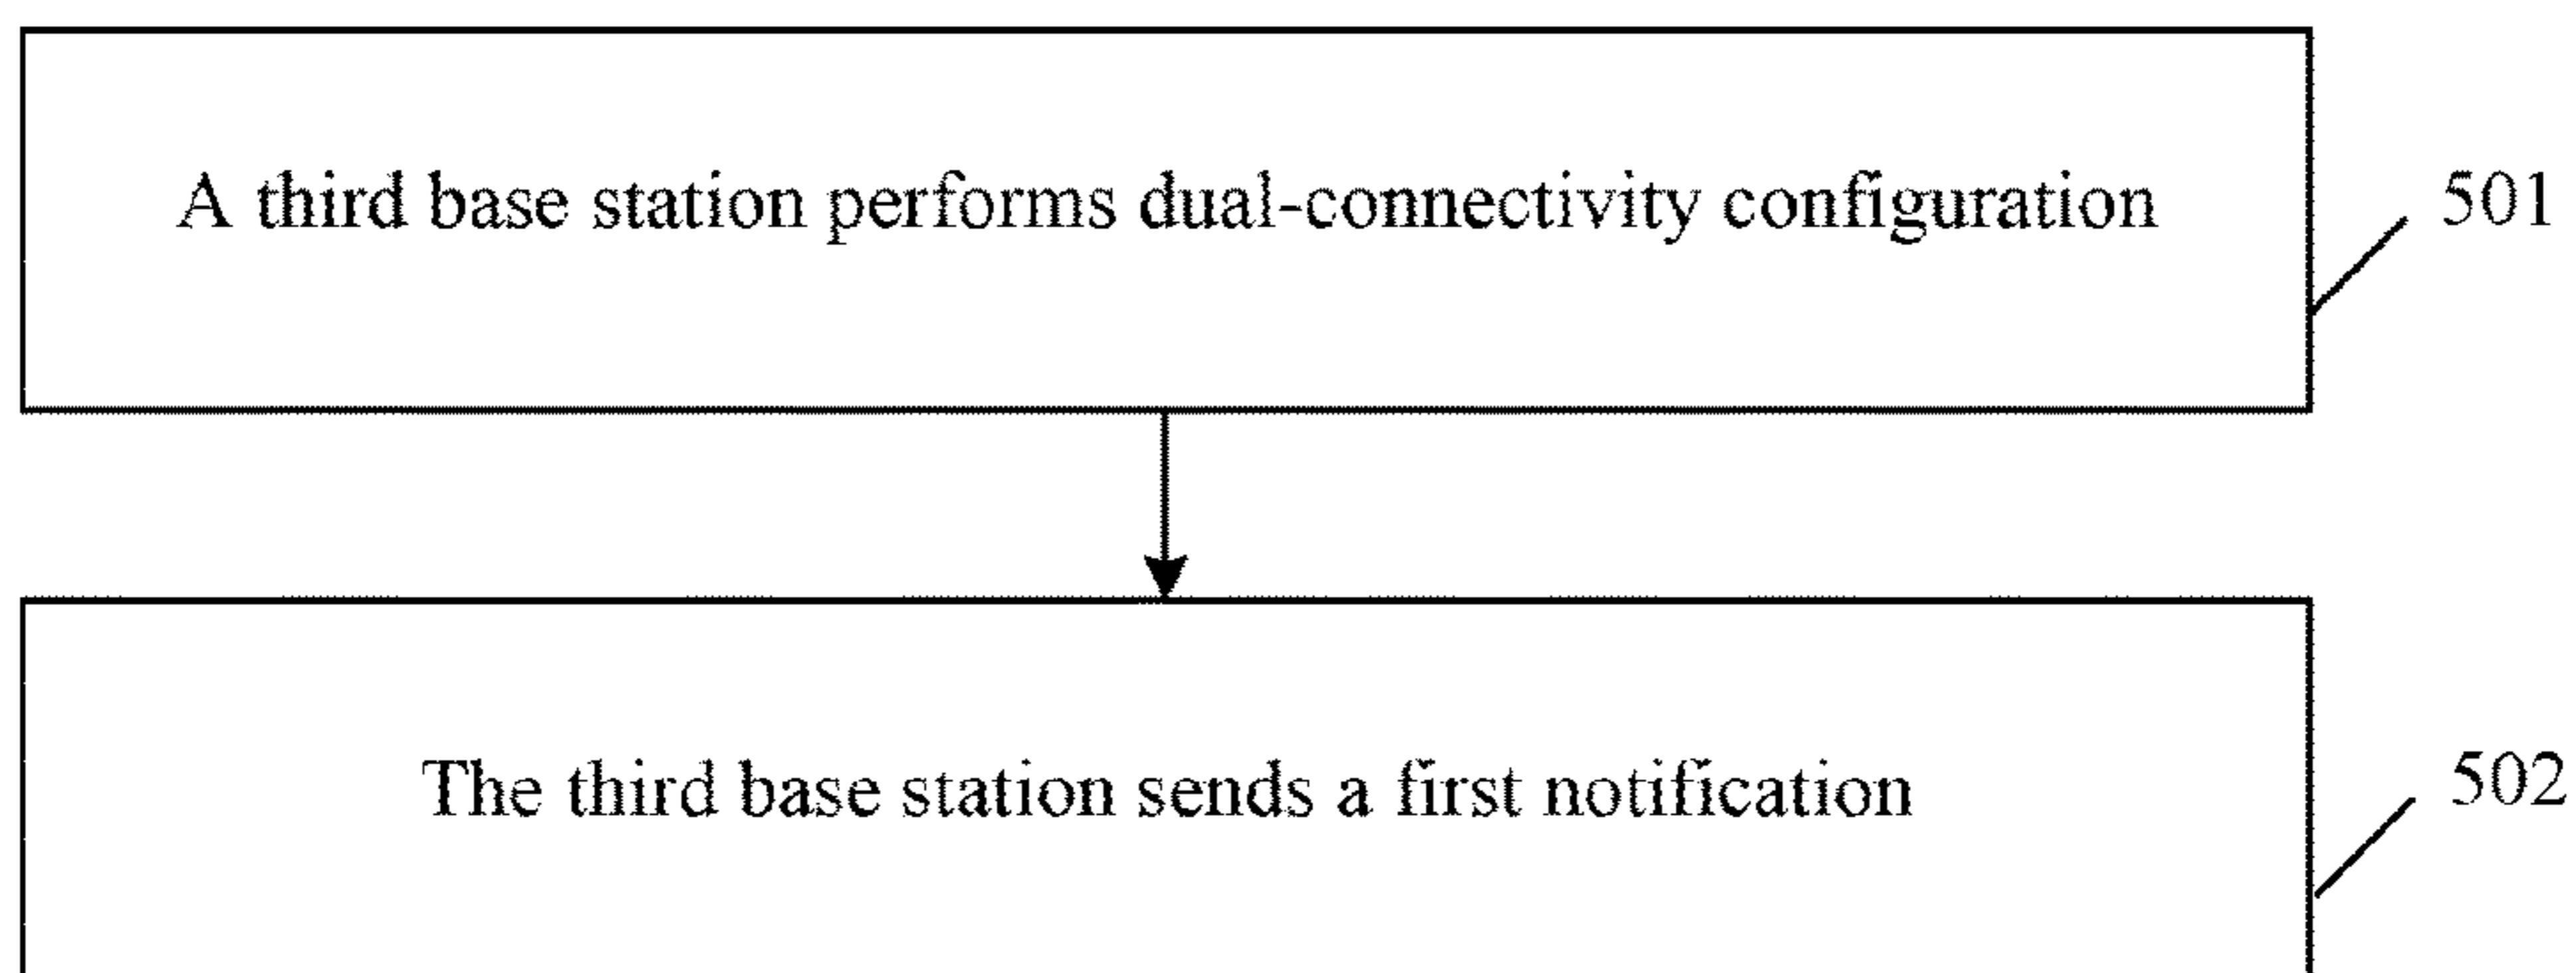 A third base station performs dual-connectivity configuration
501
The third base station sends a first notification
502